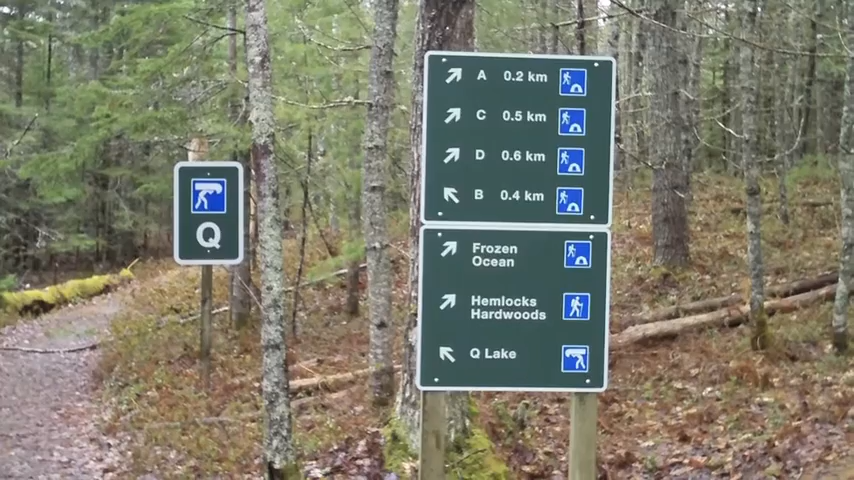 Q
A 0.2 km
C 0.5 km
D 0.6 km
B 0.4 km
Frozen
Ocean
Hemlocks
Hardwoods
Q Lake